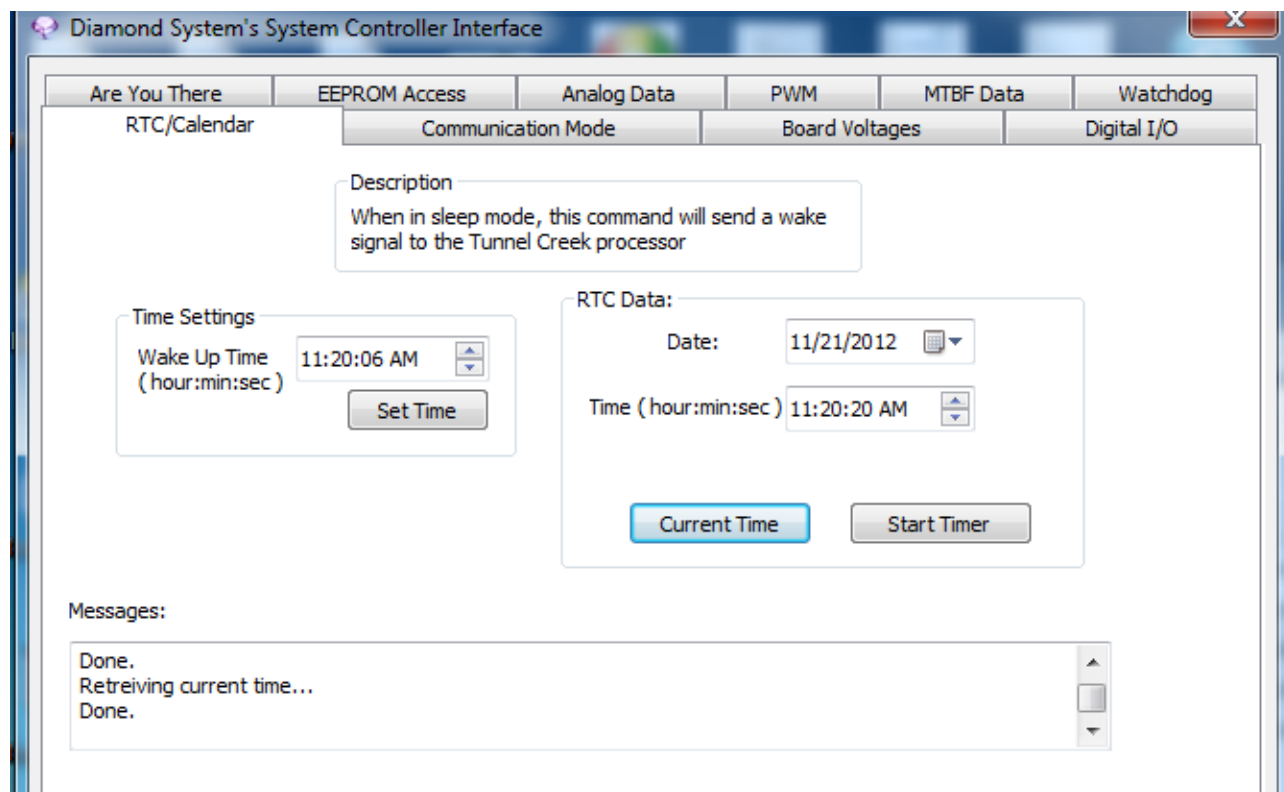 Diamond System's System Controller Interface
Are You There
EEPROM Access
Analog Data
PWM
MTBF Data
Watchdog
RTC/Calendar
Communication Mode
Board Voltages
Digital I/O
Description
When in sleep mode, this command will send a wake
signal to the Tunnel Creek processor
Time Settings
Wake Up Time
( hour:min:sec )
11:20:06 AM
Set Time
RTC Data:
Date:
11/21/2012
Time ( hour:min:sec )
11:20:20 AM
Current Time
Start Timer
Messages:
Done.
Retreiving current time...
Done.